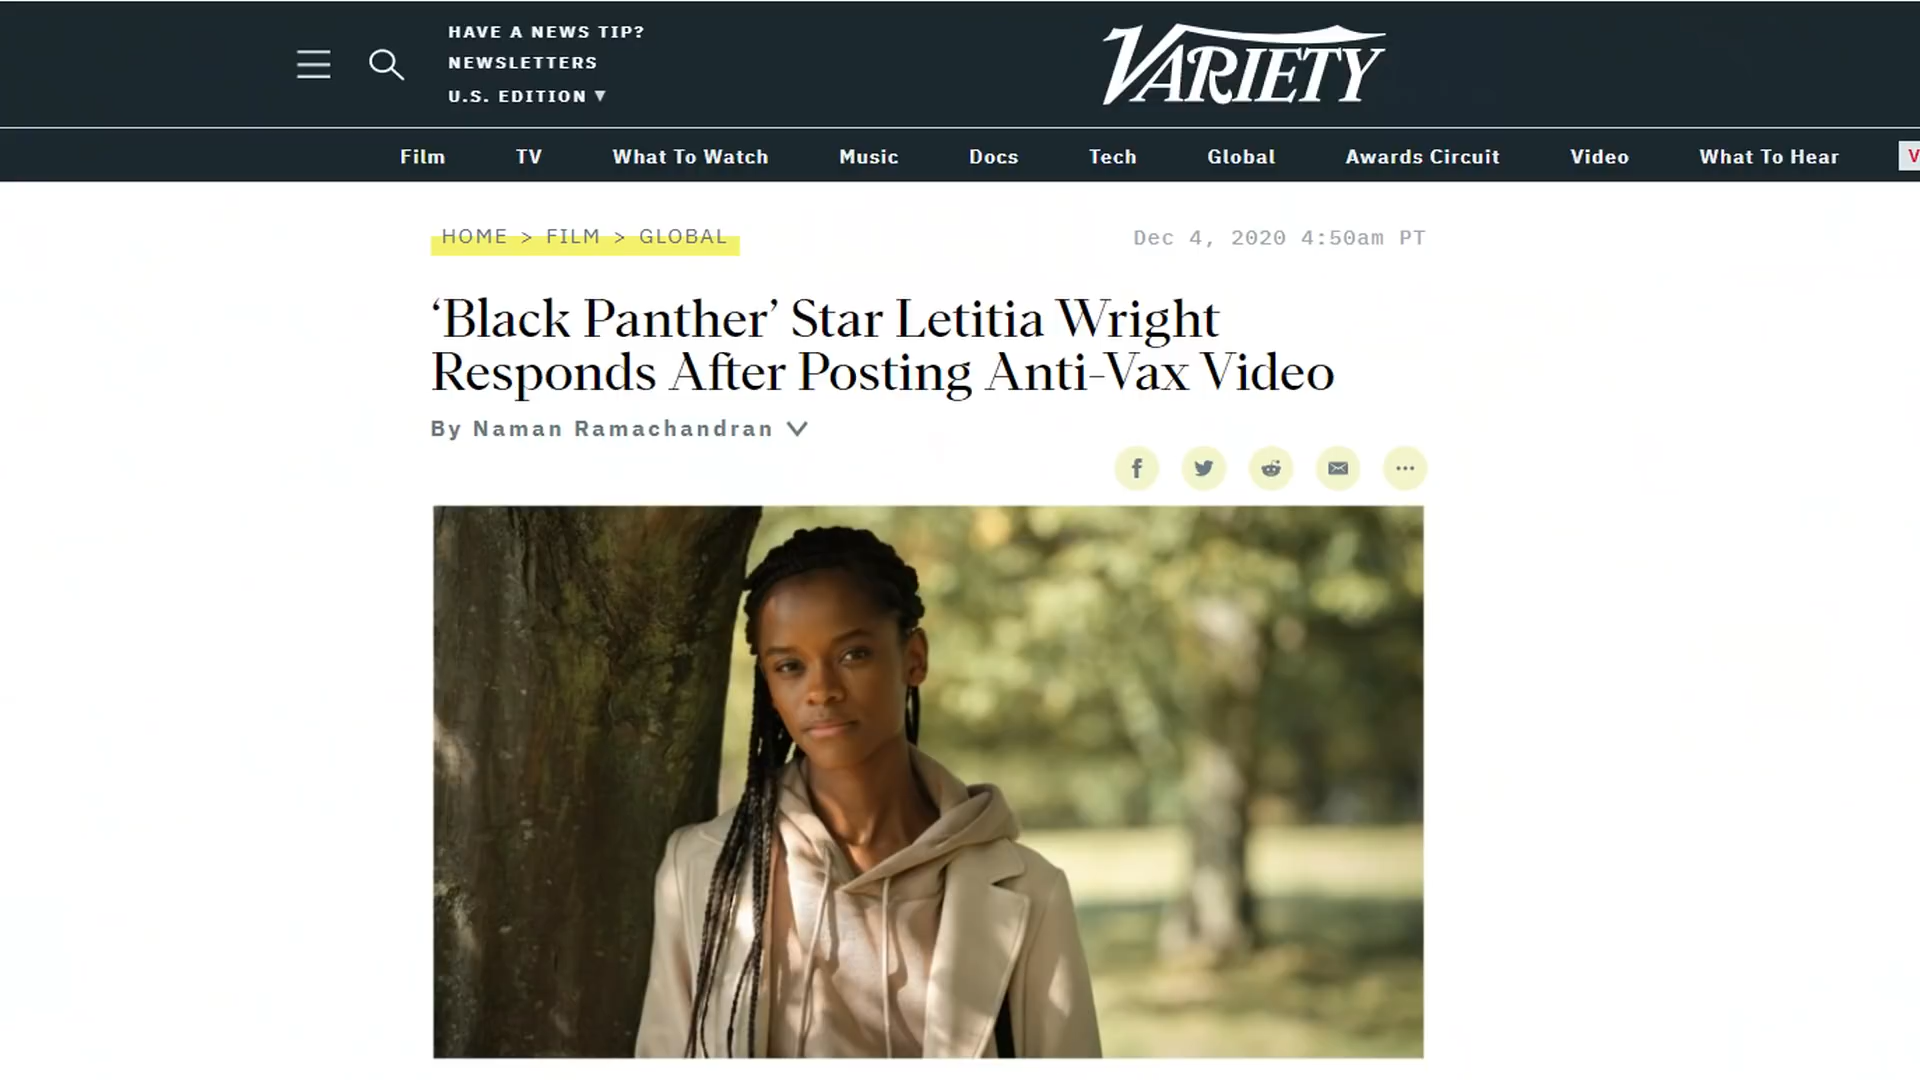 HAVE A NEWS TIP?
NEWSLETTERS
U.S. EDITION ▼
VARIETY
Film TV What To Watch Music Docs Tech Global Awards Circuit Video What To Hear V
HOME > FILM > GLOBAL
Dec 4, 2020 4:50am PT
‘Black Panther’ Star Letitia Wright
Responds After Posting Anti-Vax Video
By Naman Ramachandran